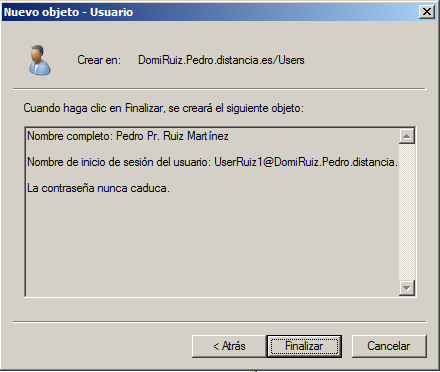 Nuevo objeto - Usuario
Crear en: DomiRuiz.Pedro.distancia.es/Users
Cuando haga clic en Finalizar, se creará el siguiente objeto:
Nombre completo: Pedro Pr. Ruiz Martínez
Nombre de inicio de sesión del usuario: UserRuiz1@DomiRuiz.Pedro.distancia.
La contraseña nunca caduca.
< Atrás Finalizar Cancelar